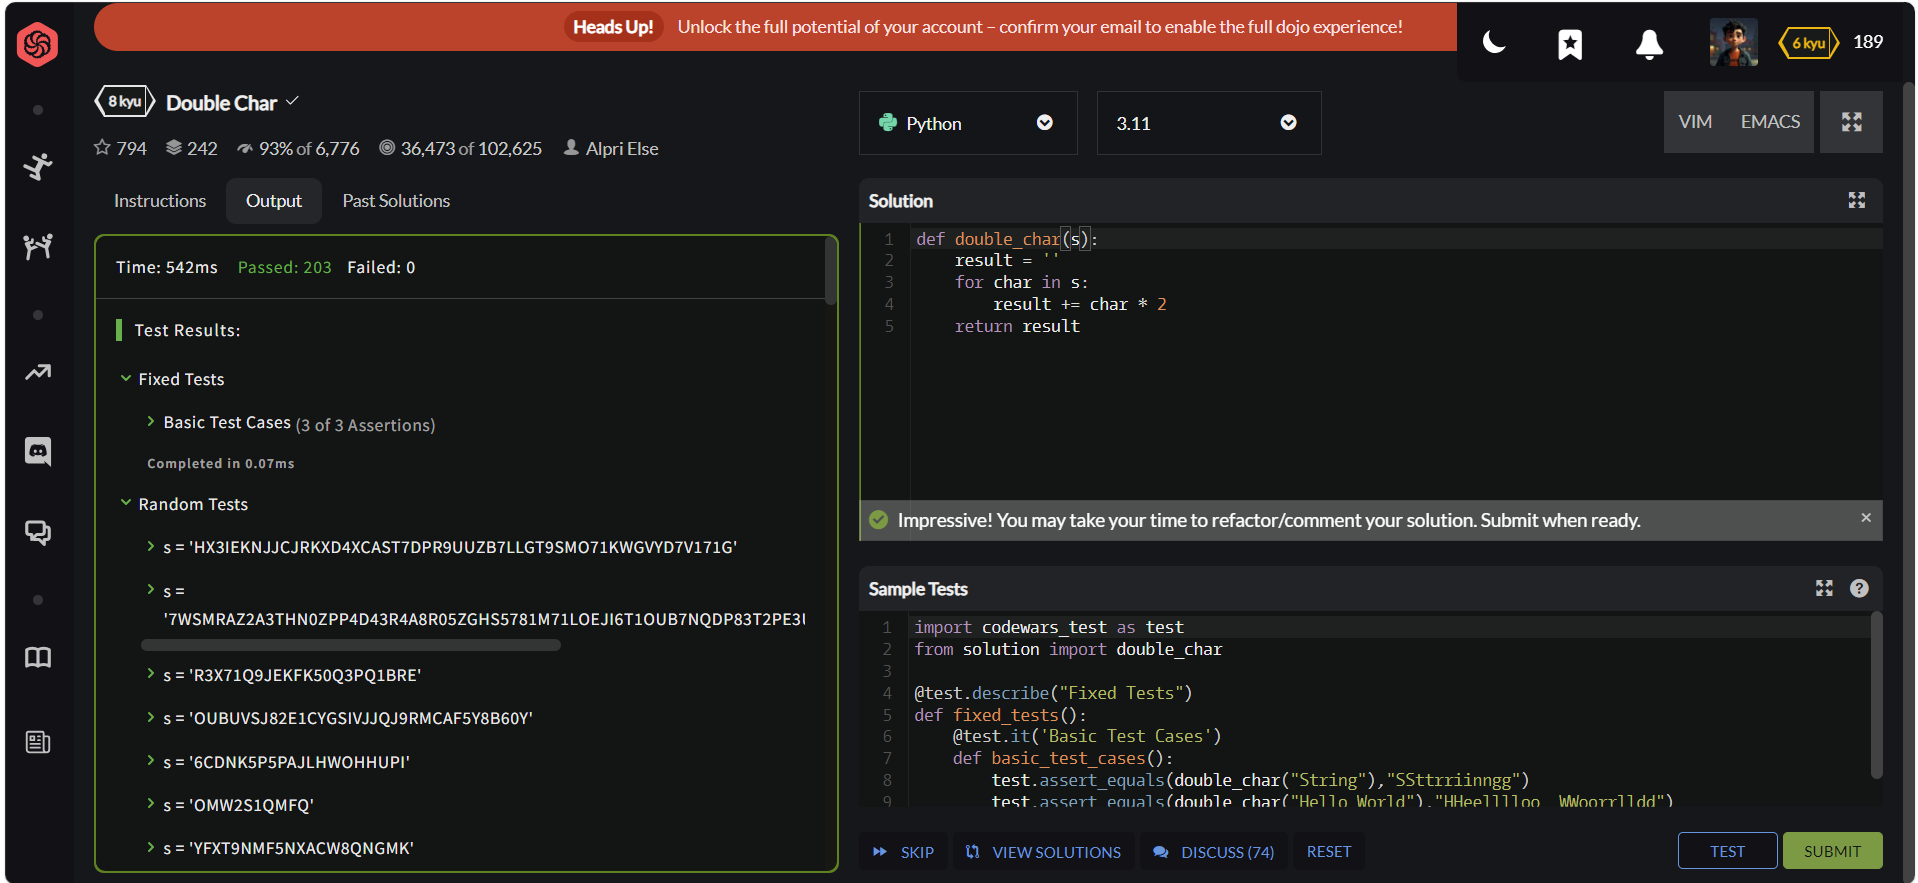 Heads Up! Unlock the full potential of your account – confirm your email to enable the full dojo experience!
6 kyu 189
8 kyu Double Char
794 242 93% of 6,776 36,473 of 102,625 Alpri Else
Instructions Output Past Solutions
Time: 542ms Passed: 203 Failed: 0
Test Results:
Fixed Tests
Basic Test Cases (3 of 3 Assertions)
Completed in 0.07ms
Random Tests
s = 'HX3IEKNJJCJRKXD4XCAST7DPR9UUZB7LLGT9SMO71KWGVYD7V171G'
s =
'7WSMRAZ2A3THN0ZPP4D43R4A8R05ZGHS5781M71LOEJI6T1OUB7NQDP83T2PE3U
s = 'R3X71Q9JEKFK50Q3PQ1BRE'
s = 'OUBUVSJ82E1CYGSIVJJQJ9RMCAF5Y8B60Y'
s = '6CDNK5P5PAJLHWOHHUPI'
s = 'OMW2S1QMFQ'
s = 'YFXT9NMF5NXACW8QNGMK'
Python 3.11 VIM EMACS
Solution
1 def double_char(s):
2 result = ''
3 for char in s:
4 result += char * 2
5 return result
Impressive! You may take your time to refactor/comment your solution. Submit when ready.
Sample Tests
1 import codewars_test as test
2 from solution import double_char
3
4 @test.describe("Fixed Tests")
5 def fixed_tests():
6 @test.it('Basic Test Cases')
7 def basic_test_cases():
8 test.assert_equals(double_char("String"),"SSttrriinngg")
9 test.assert_equals(double_char("Hello World"),"HHeelllloo  WWoorrlldd")
SKIP VIEW SOLUTIONS DISCUSS (74) RESET TEST SUBMIT